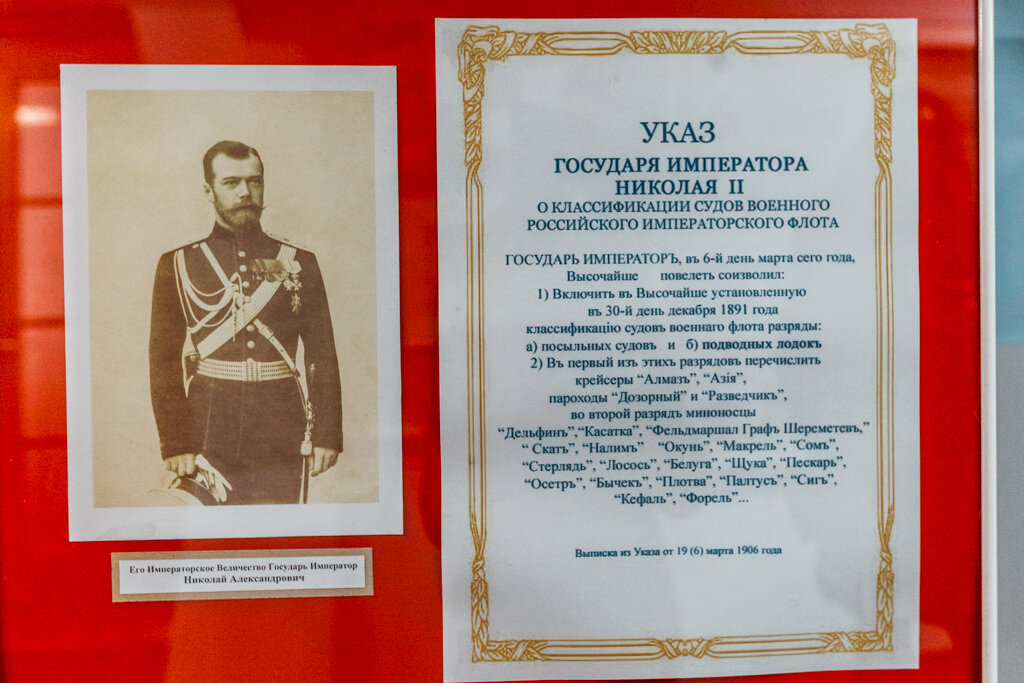 Его Императорское Величество Государь Император
Николай Александрович
УКАЗ
ГОСУДАРЯ ИМПЕРАТОРА
НИКОЛАЯ II
О КЛАССИФИКАЦИИ СУДОВ ВОЕННОГО
РОССИЙСКОГО ИМПЕРАТОРСКОГО ФЛОТА
ГОСУДАРЬ ИМПЕРАТОРЪ, въ 6-й день марта сего года,
Высочайше повелеть соизволил:
1) Включить въ Высочайше установленную
въ 30-й день декабря 1891 года
классификацію судовъ военнаго флота разряды:
а) посыльных судовъ и б) подводных лодокъ
2) Въ первый изъ этихъ разрядовъ перечислить
крейсеры “Алмазъ”, “Азія”,
пароходы “Дозорный” и “Разведчикъ”,
во второй разрядъ миноносцы
“Дельфинъ”,“Касатка”, “Фельдмаршал Графъ Шереметевъ,”
“ Скатъ”, “Налимъ” “Окунь”, “Макрель”, “Сомъ”,
“Стерлядь”, “Лосось”, “Белуга”, “Щука”, “Пескарь”,
“Осетръ”, “Бычекъ”, “Плотва”, “Палтусъ”, “Сигъ”,
“Кефаль”, “Форель”...
Выписка из Указа от 19 (6) марта 1906 года